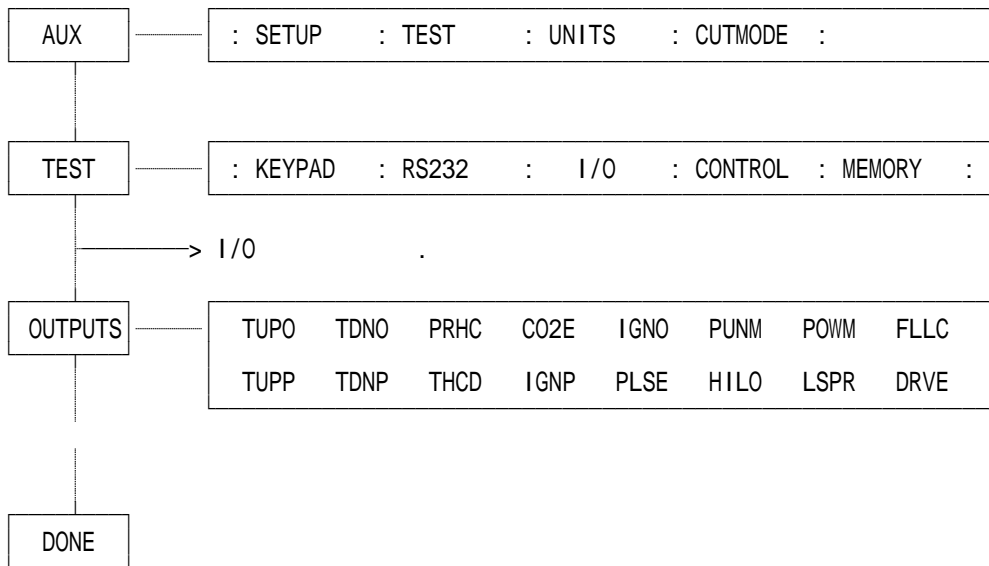 AUX : SETUP : TEST : UNITS : CUTMODE :
TEST : KEYPAD : RS232 : I/O : CONTROL : MEMORY :
> I/O .
OUTPUTS TUPO TDNO PRHC CO2E IGNO PUNM POWM FLLC
TUPP TDNP THCD IGNP PLSE HILO LSPR DRVE
DONE